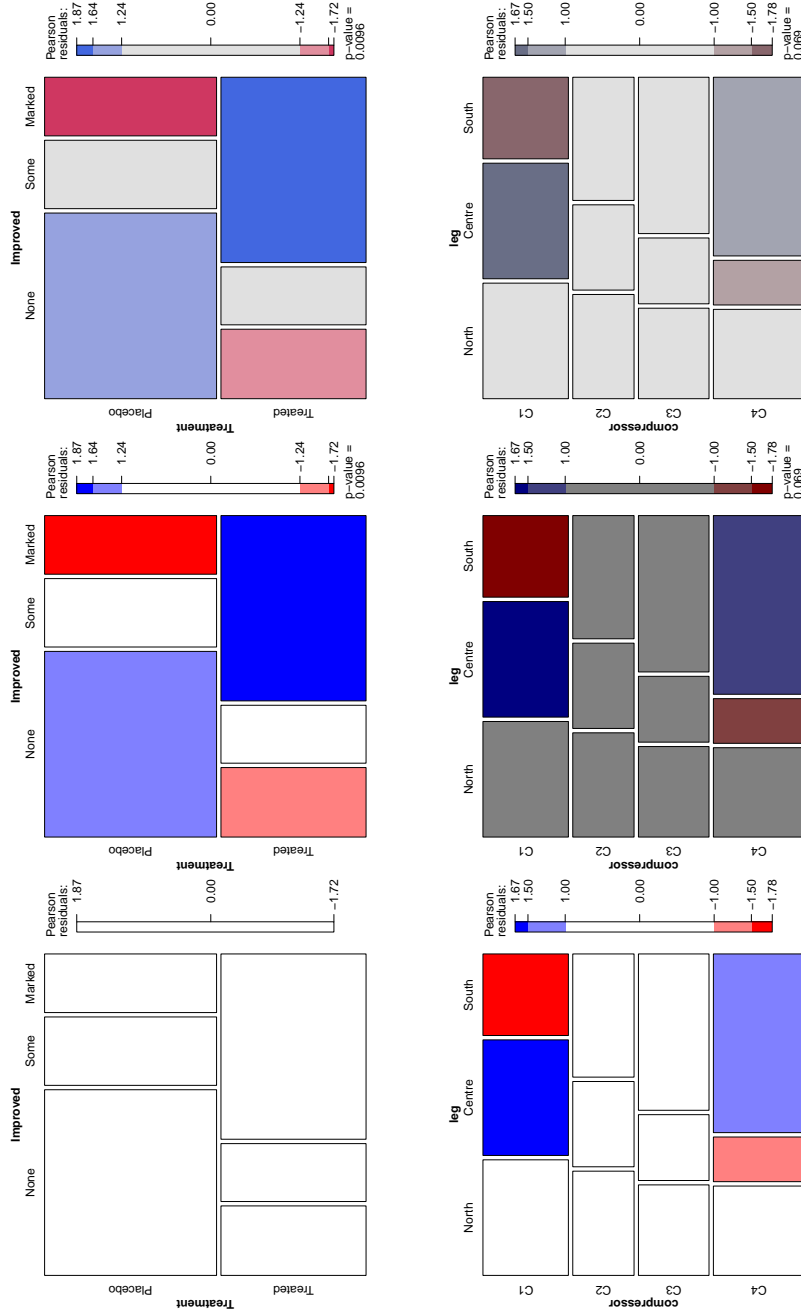 Improved
None
Some
Marked
Treatment
Placebo
Treated
Pearson
residuals:
1.87
0.00
−1.72
Improved
None
Some
Marked
Treatment
Placebo
Treated
Pearson
residuals:
1.87
1.64
1.24
0.00
−1.24
−1.72
p−value =
0.0096
Improved
None
Some
Marked
Treatment
Placebo
Treated
Pearson
residuals:
1.87
1.64
1.24
0.00
−1.24
−1.72
p−value =
0.0096
leg
North
Centre
South
compressor
C1
C2
C3
C4
Pearson
residuals:
1.67
1.50
1.00
0.00
−1.00
−1.50
−1.78
leg
North
Centre
South
compressor
C1
C2
C3
C4
Pearson
residuals:
1.67
1.50
1.00
0.00
−1.00
−1.50
−1.78
p−value =
0.069
leg
North
Centre
South
compressor
C1
C2
C3
C4
Pearson
residuals:
1.67
1.50
1.00
0.00
−1.00
−1.50
−1.78
p−value =
0.069